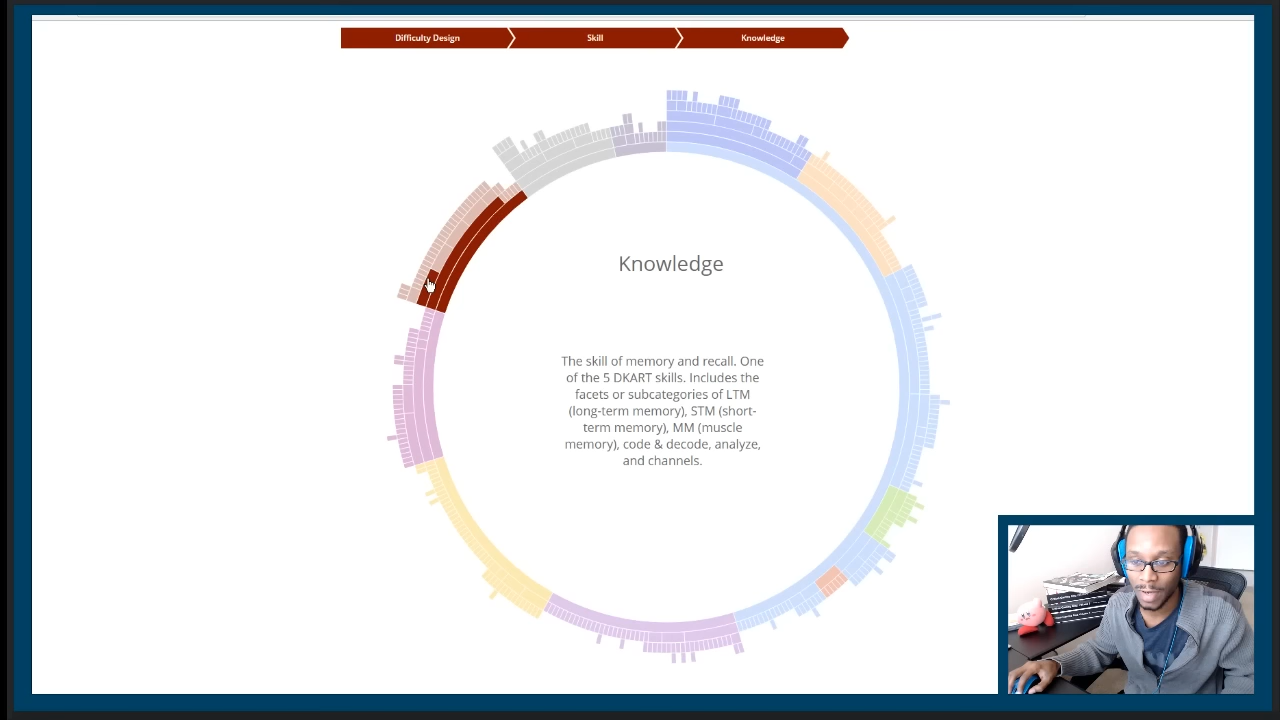 Difficulty Design
Skill
Knowledge
Knowledge
The skill of memory and recall. One
of the 5 DKART skills. Includes the
facets or subcategories of LTM
(long-term memory), STM (short-
term memory), MM (muscle
memory), code & decode, analyze,
and channels.